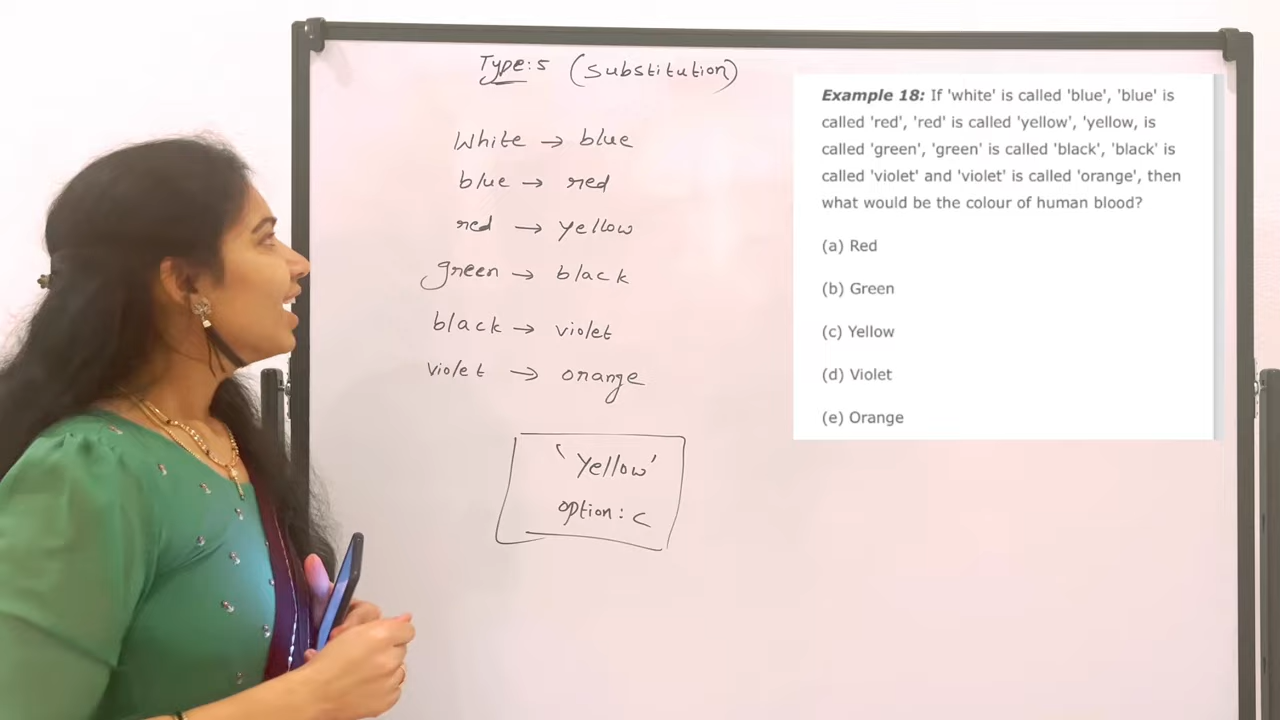 Type: 5 (Substitution)
White → blue
blue → red
red → yellow
green → black
black → violet
violet → orange
'Yellow'
option: c
Example 18: If 'white' is called 'blue', 'blue' is
called 'red', 'red' is called 'yellow', 'yellow, is
called 'green', 'green' is called 'black', 'black' is
called 'violet' and 'violet' is called 'orange', then
what would be the colour of human blood?
(a) Red
(b) Green
(c) Yellow
(d) Violet
(e) Orange